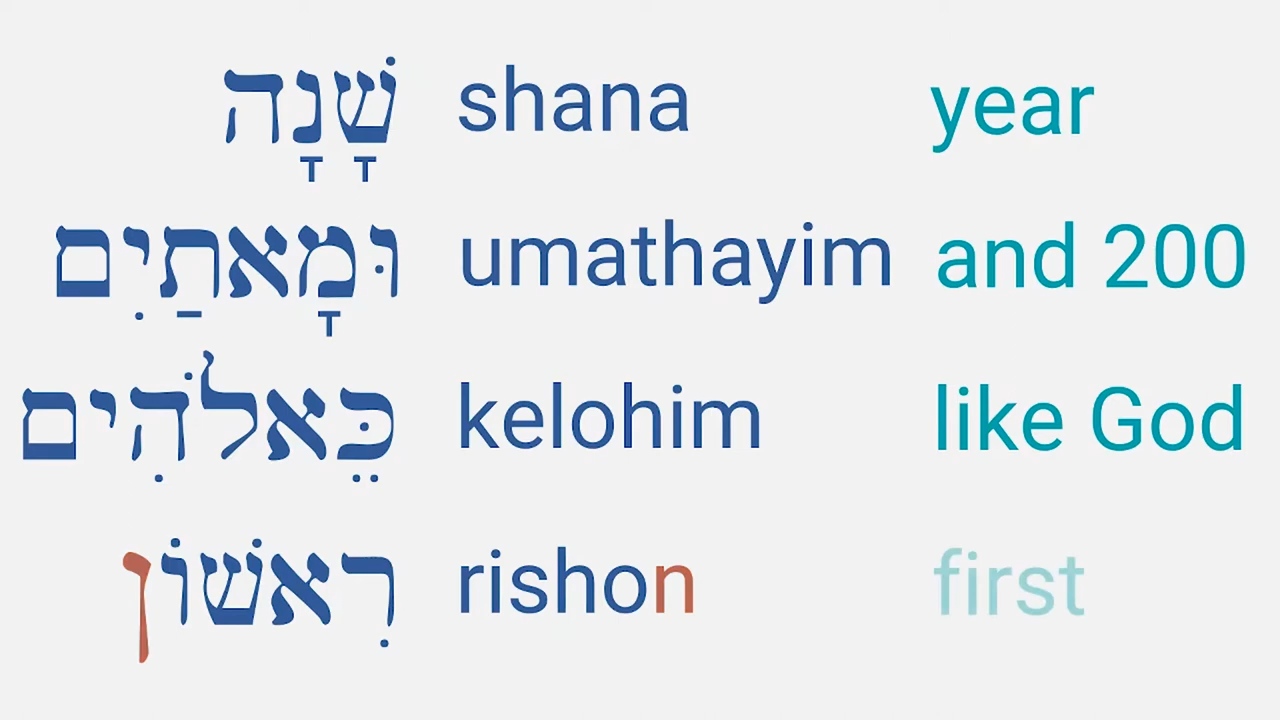 שָׁנָה shana year
וּמָאתַיִם umathayim and 200
כֵּאלֹהִים kelohim like God
רִאשׁוֹן rishon first